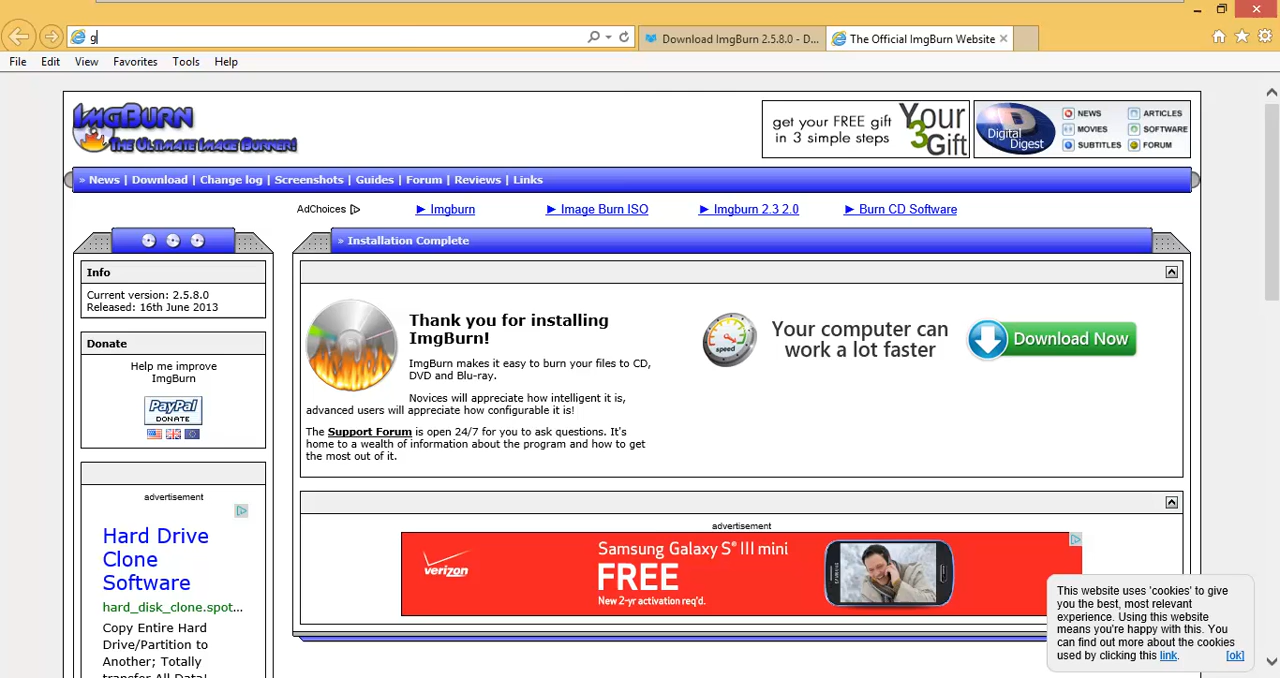 g
Download ImgBurn 2.5.8.0 - D...
The Official ImgBurn Website
File Edit View Favorites Tools Help
ImgBurn
The Ultimate Image Burner!
get your FREE gift
in 3 simple steps
Your
3
Gift
D
Digital
Digest
NEWS ARTICLES
MOVIES SOFTWARE
SUBTITLES FORUM
» News | Download | Change log | Screenshots | Guides | Forum | Reviews | Links
AdChoices ► Imgburn ► Image Burn ISO ► Imgburn 2.3 2.0 ► Burn CD Software
» Installation Complete
Info
Current version: 2.5.8.0
Released: 16th June 2013
Donate
Help me improve
ImgBurn
PayPal
DONATE
advertisement
Hard Drive
Clone
Software
hard_disk_clone.spot...
Copy Entire Hard
Drive/Partition to
Another; Totally
transfer All Data!
Thank you for installing
ImgBurn!
ImgBurn makes it easy to burn your files to CD,
DVD and Blu-ray.
Novices will appreciate how intelligent it is,
advanced users will appreciate how configurable it is!
The Support Forum is open 24/7 for you to ask questions. It's
home to a wealth of information about the program and how to get
the most out of it.
speed
Your computer can
work a lot faster
Download Now
advertisement
verizon
Samsung Galaxy S® III mini
FREE
New 2-yr activation req'd.
This website uses 'cookies' to give
you the best, most relevant
experience. Using this website
means you're happy with this. You
can find out more about the cookies
used by clicking this link. [ok]